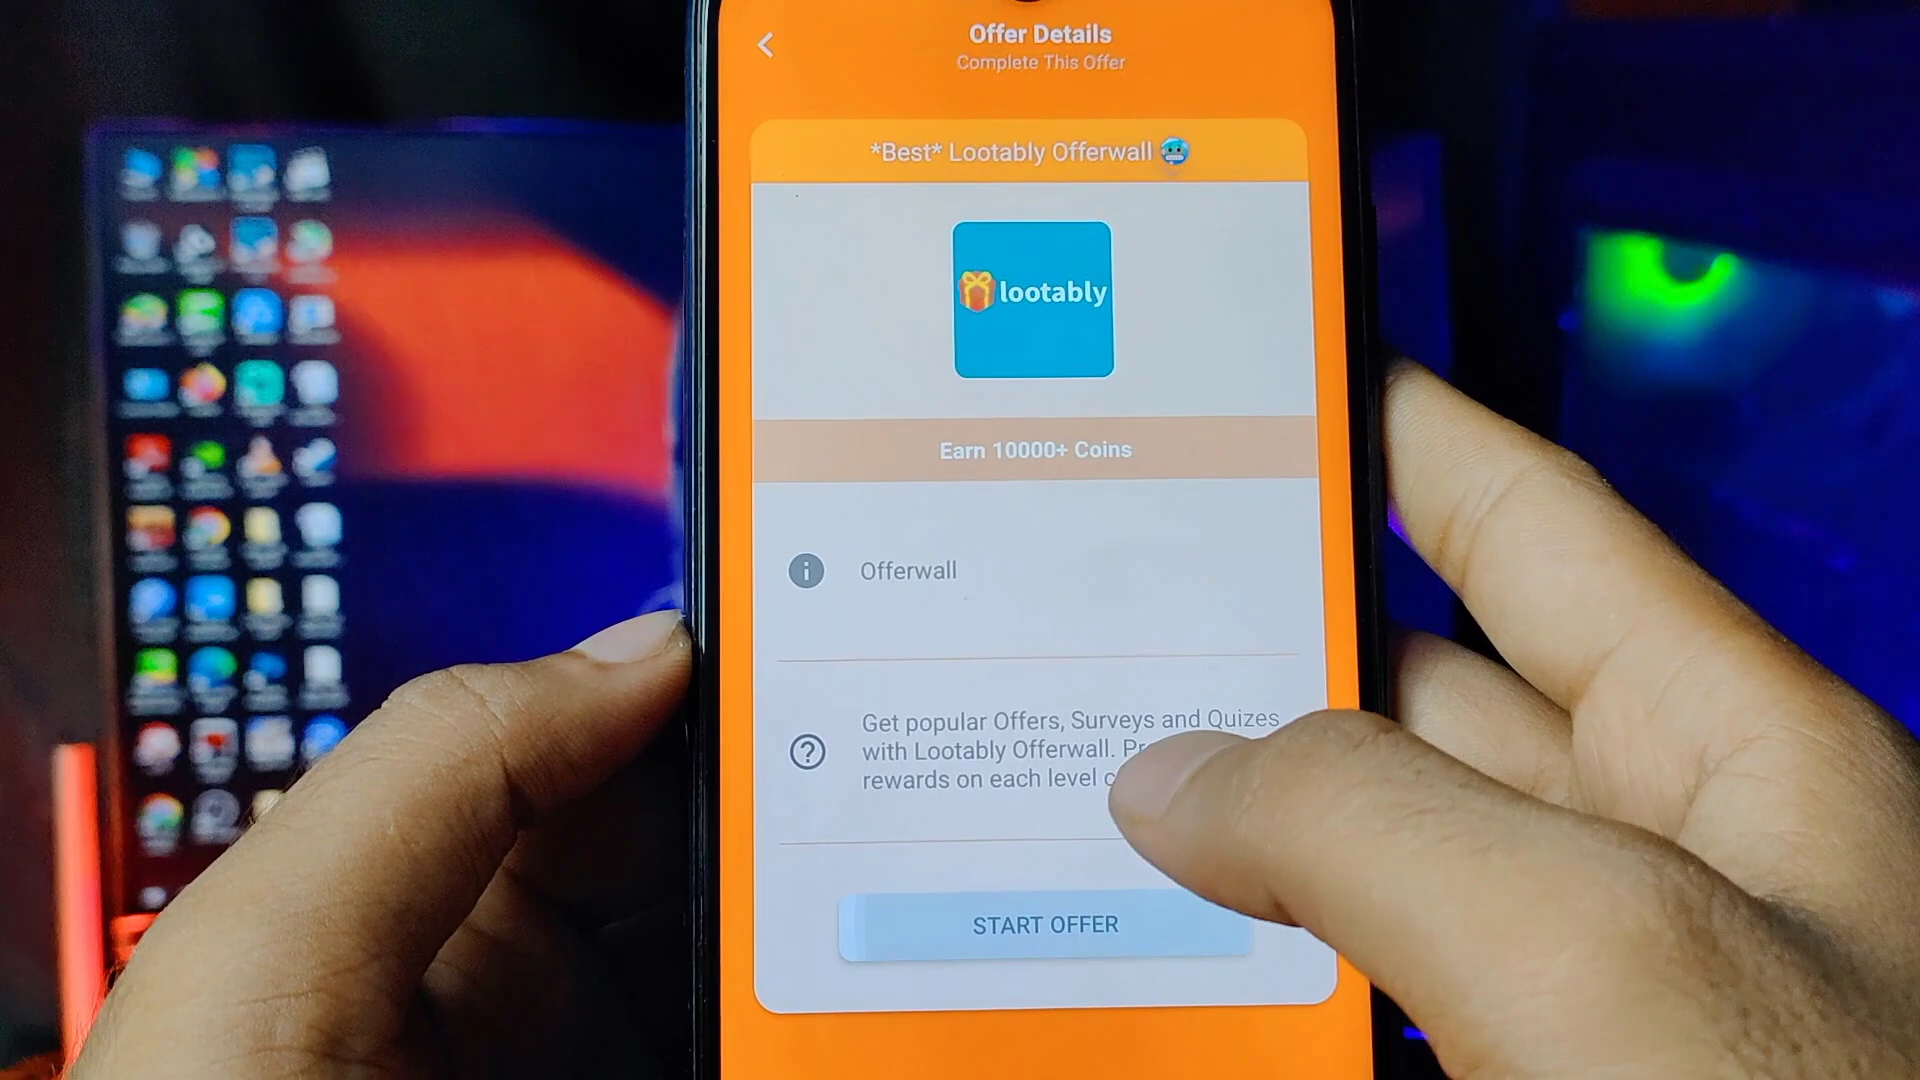 Offer Details
Complete This Offer
*Best* Lootably Offerwall 🥶
lootably
Earn 10000+ Coins
Offerwall
Get popular Offers, Surveys and Quizes
with Lootably Offerwall.
rewards on each level
START OFFER